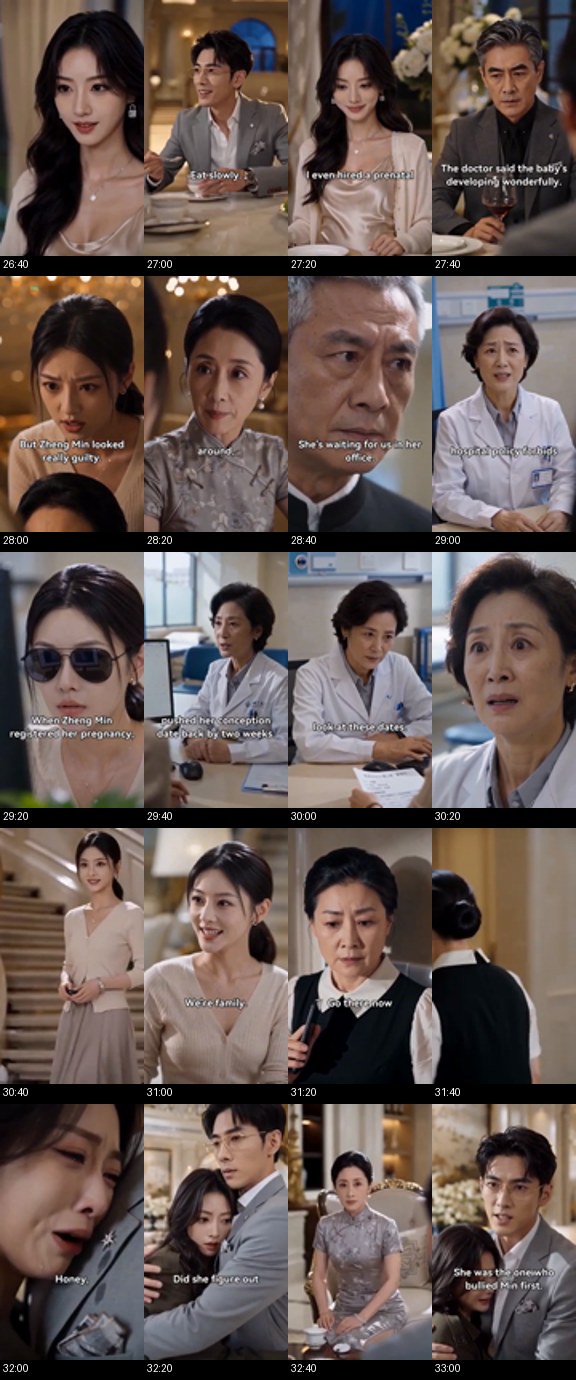 26:40
Eat slowly.
27:00
I even hired a prenatal
27:20
The doctor said the baby's
developing wonderfully.
27:40
But Zheng Min looked
really guilty.
28:00
around,
28:20
She's waiting for us in her
office.
28:40
hospital policy forbids
29:00
When Zheng Min
registered her pregnancy,
29:20
pushed her conception
date back by two weeks.
29:40
look at these dates.
30:00
30:20
30:40
We're family.
31:00
Go there now
31:20
31:40
Honey,
32:00
Did she figure out
32:20
32:40
She was the one who
bullied Min first.
33:00